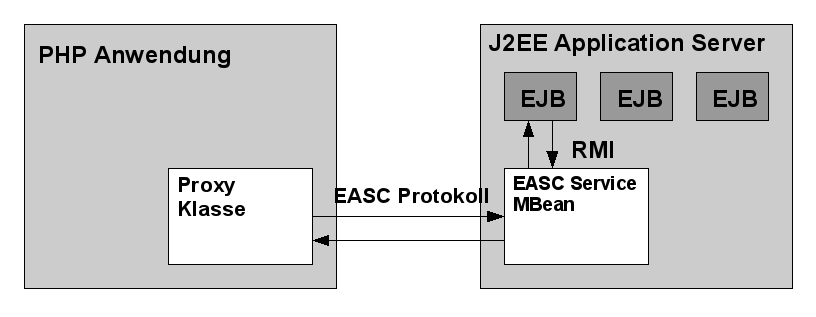 PHP Anwendung
J2EE Application Server
EJB
EJB
EJB
RMI
Proxy
Klasse
EASC Protokoll
EASC Service
MBean